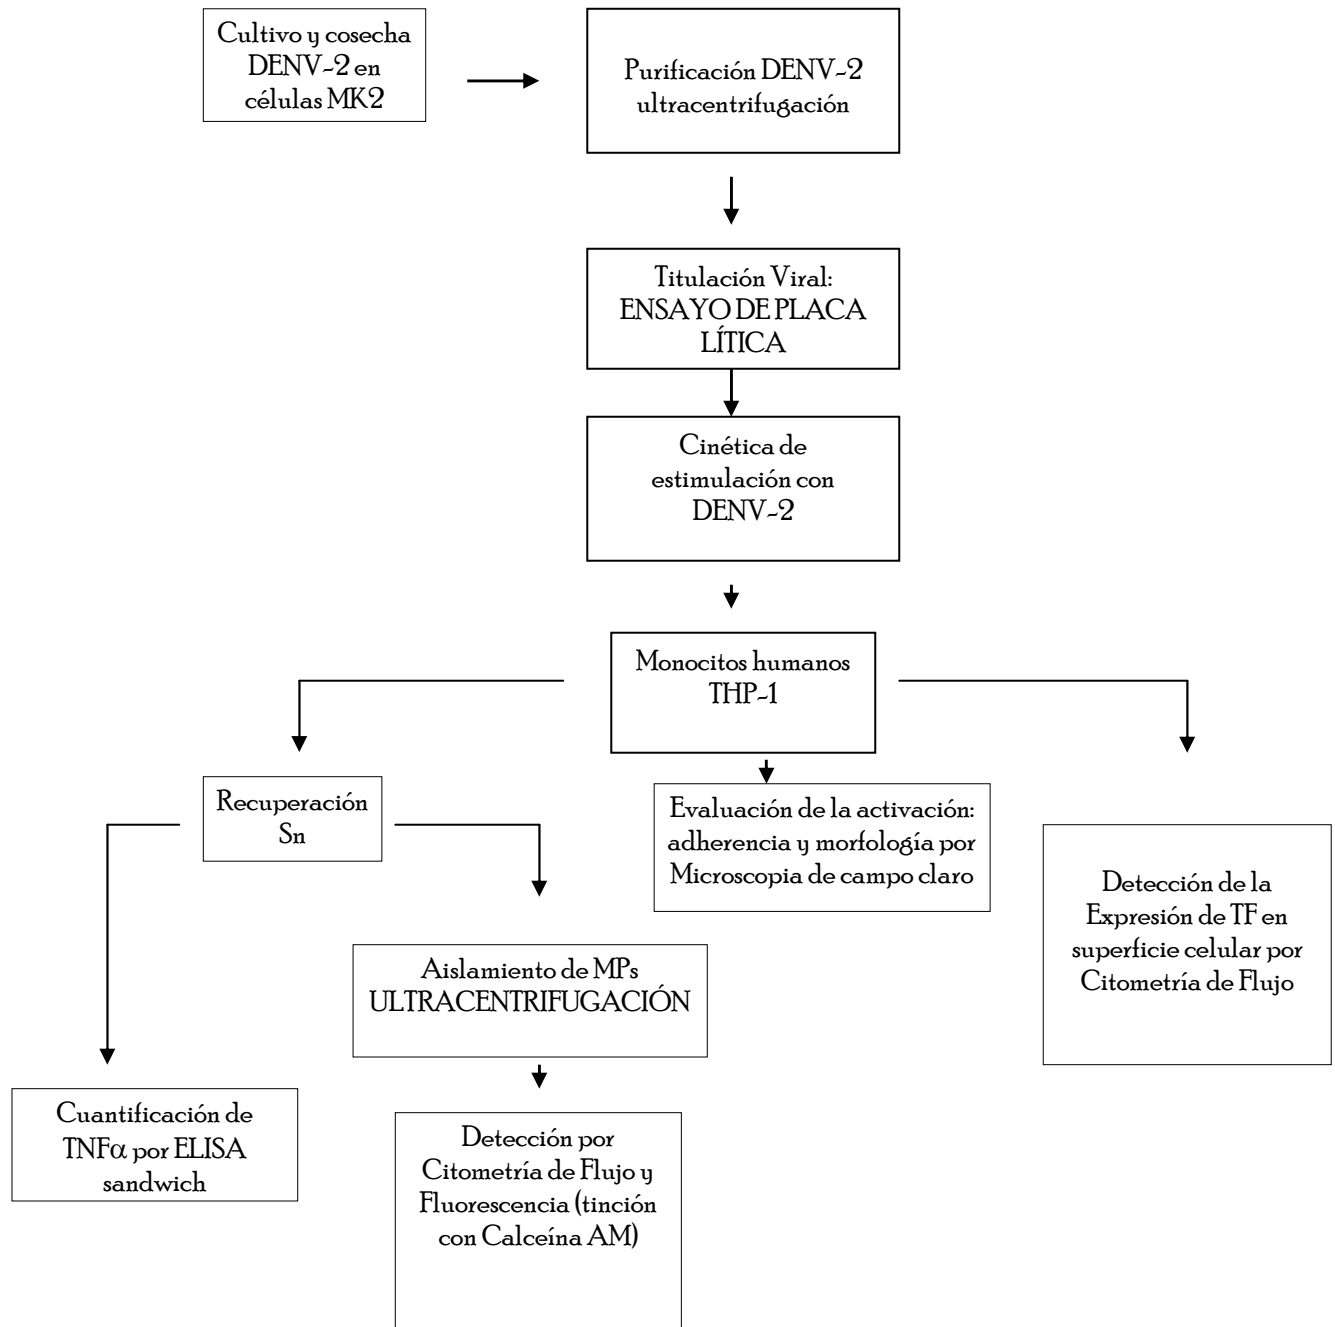 Cultivo y cosecha
DENV-2 en
células MK2
Purificación DENV-2
ultracentrifugación
Titulación Viral:
ENSAYO DE PLACA
LÍTICA
Cinética de
estimulación con
DENV-2
Monocitos humanos
THP-1
Recuperación
Sn
Evaluación de la activación:
adherencia y morfología por
Microscopia de campo claro
Detección de la
Expresión de TF en
superficie celular por
Citometría de Flujo
Aislamiento de MPs
ULTRACENTRIFUGACIÓN
Cuantificación de
TNFα por ELISA
sandwich
Detección por
Citometría de Flujo y
Fluorescencia (tinción
con Calceína AM)